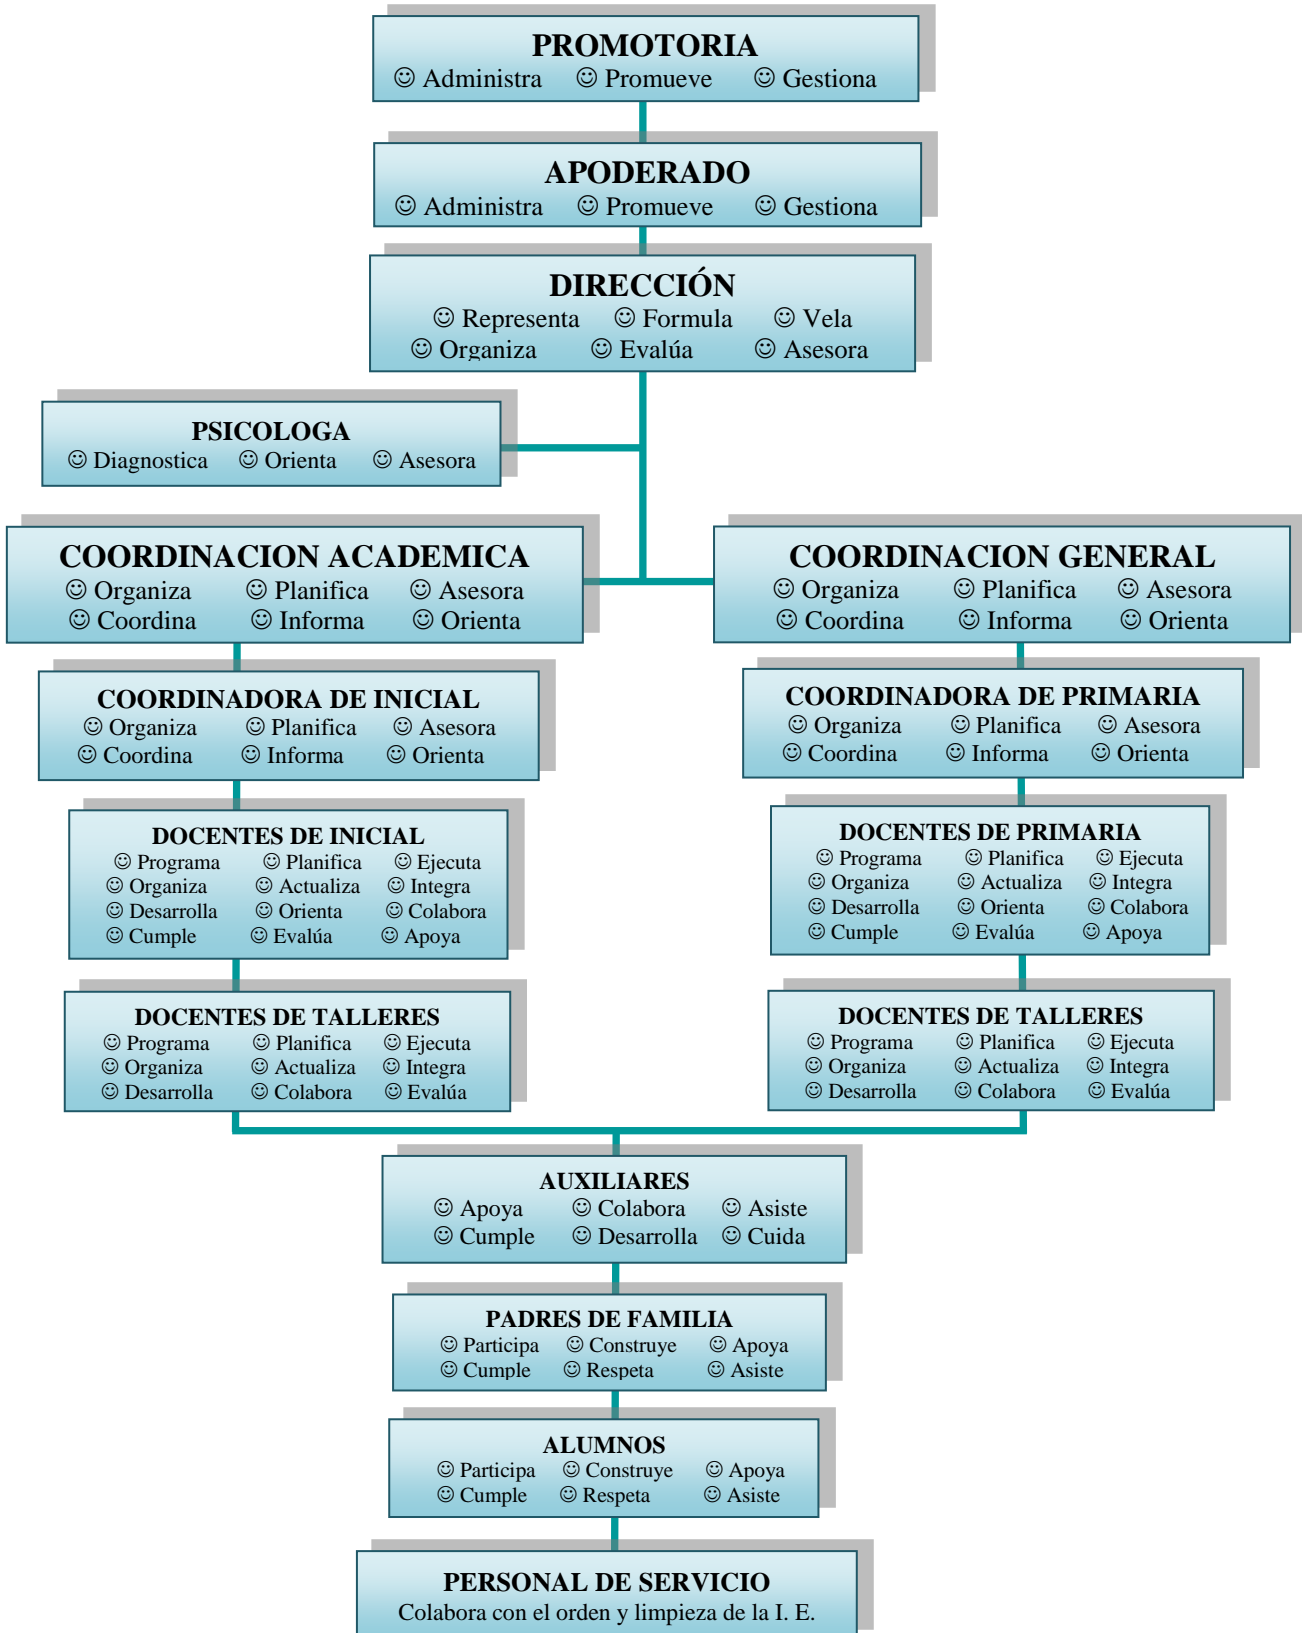 PROMOTORIA
☺ Administra ☺ Promueve ☺ Gestiona
APODERADO
☺ Administra ☺ Promueve ☺ Gestiona
DIRECCIÓN
☺ Representa ☺ Formula ☺ Vela
☺ Organiza ☺ Evalúa ☺ Asesora
PSICOLOGA
☺ Diagnostica ☺ Orienta ☺ Asesora
COORDINACION ACADEMICA
☺ Organiza ☺ Planifica ☺ Asesora
☺ Coordina ☺ Informa ☺ Orienta
COORDINACION GENERAL
☺ Organiza ☺ Planifica ☺ Asesora
☺ Coordina ☺ Informa ☺ Orienta
COORDINADORA DE INICIAL
☺ Organiza ☺ Planifica ☺ Asesora
☺ Coordina ☺ Informa ☺ Orienta
COORDINADORA DE PRIMARIA
☺ Organiza ☺ Planifica ☺ Asesora
☺ Coordina ☺ Informa ☺ Orienta
DOCENTES DE INICIAL
☺ Programa ☺ Planifica ☺ Ejecuta
☺ Organiza ☺ Actualiza ☺ Integra
☺ Desarrolla ☺ Orienta ☺ Colabora
☺ Cumple ☺ Evalúa ☺ Apoya
DOCENTES DE PRIMARIA
☺ Programa ☺ Planifica ☺ Ejecuta
☺ Organiza ☺ Actualiza ☺ Integra
☺ Desarrolla ☺ Orienta ☺ Colabora
☺ Cumple ☺ Evalúa ☺ Apoya
DOCENTES DE TALLERES
☺ Programa ☺ Planifica ☺ Ejecuta
☺ Organiza ☺ Actualiza ☺ Integra
☺ Desarrolla ☺ Colabora ☺ Evalúa
DOCENTES DE TALLERES
☺ Programa ☺ Planifica ☺ Ejecuta
☺ Organiza ☺ Actualiza ☺ Integra
☺ Desarrolla ☺ Colabora ☺ Evalúa
AUXILIARES
☺ Apoya ☺ Colabora ☺ Asiste
☺ Cumple ☺ Desarrolla ☺ Cuida
PADRES DE FAMILIA
☺ Participa ☺ Construye ☺ Apoya
☺ Cumple ☺ Respeta ☺ Asiste
ALUMNOS
☺ Participa ☺ Construye ☺ Apoya
☺ Cumple ☺ Respeta ☺ Asiste
PERSONAL DE SERVICIO
Colabora con el orden y limpieza de la I. E.